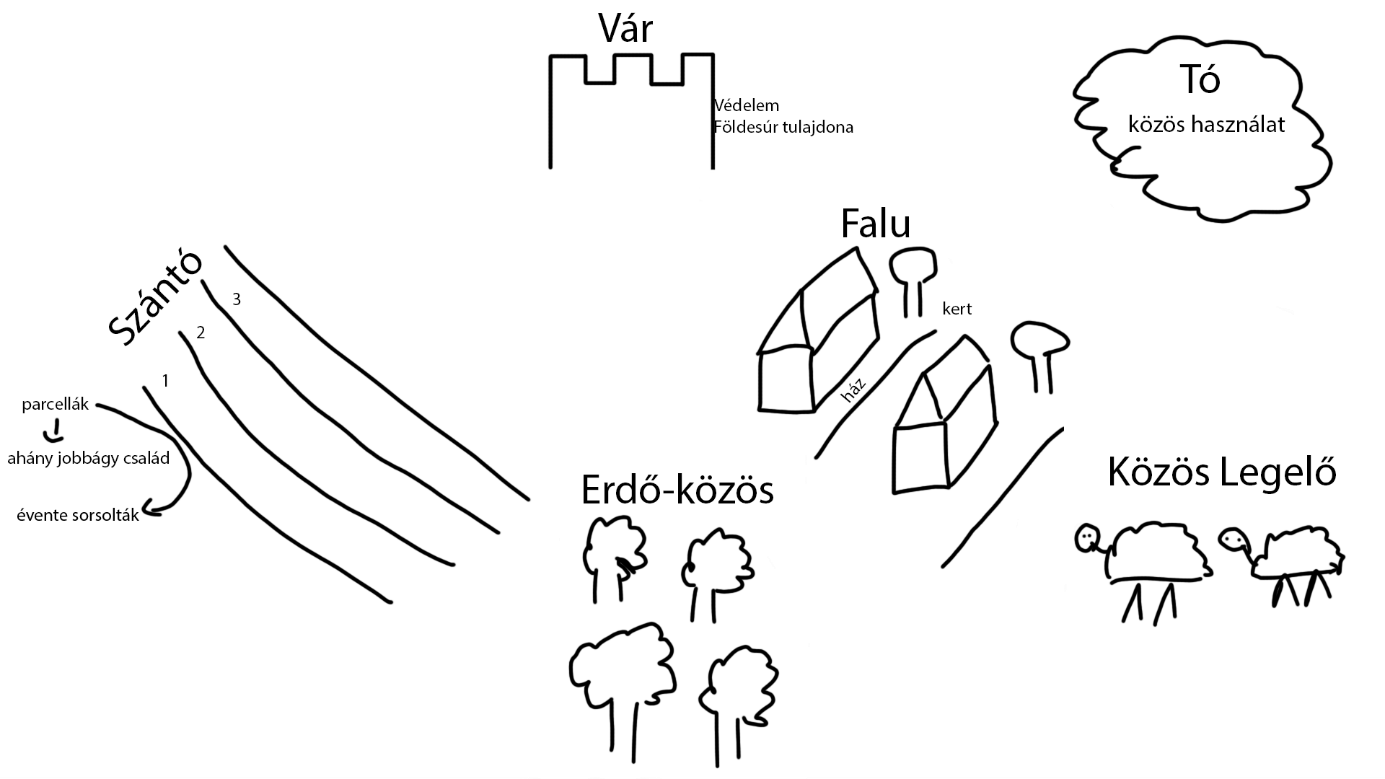 Vár
Védelem
Földesúr tulajdona
Tó
közös használat
Falu
kert
ház
Szántó
3
2
1
parcellák
ahány jobbágy család
évente sorsolták
Erdő-közös
Közös Legelő